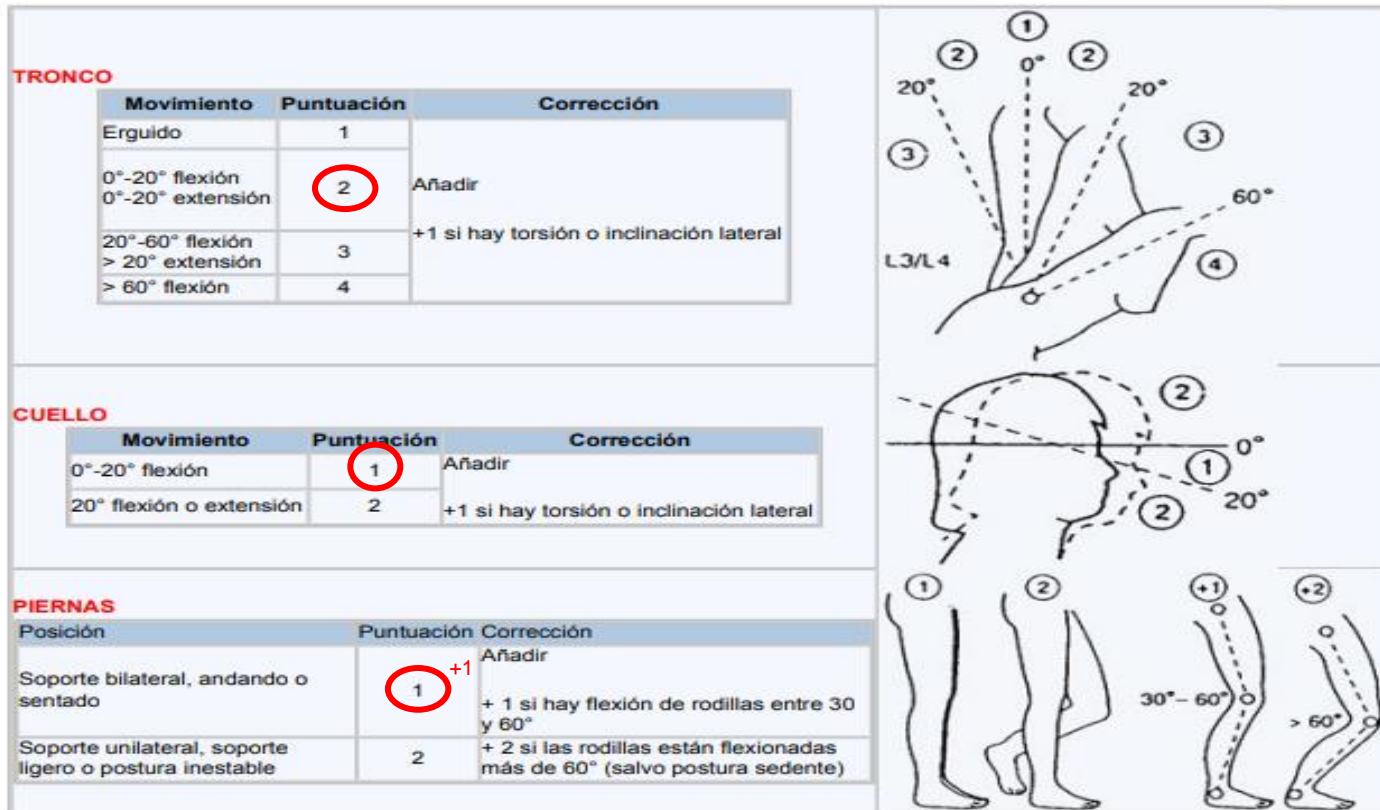 TRONCO
Movimiento Puntuación Corrección
Erguido 1
0°-20° flexión
0°-20° extensión
2
Añadir
+1 si hay torsión o inclinación lateral
20°-60° flexión
> 20° extensión
3
> 60° flexión 4
1
2
0°
2
20°
20°
3
3
60°
L3/L4
4
CUELLO
Movimiento Puntuación Corrección
0°-20° flexión 1
Añadir
20° flexión o extensión 2
+1 si hay torsión o inclinación lateral
2
0°
1
20°
2
PIERNAS
Posición Puntuación Corrección
Soporte bilateral, andando o
sentado
1
+1
Añadir
+ 1 si hay flexión de rodillas entre 30
y 60°
Soporte unilateral, soporte
ligero o postura inestable
2
+ 2 si las rodillas están flexionadas
más de 60° (salvo postura sedente)
1
2
+1
+2
30°- 60°
> 60°